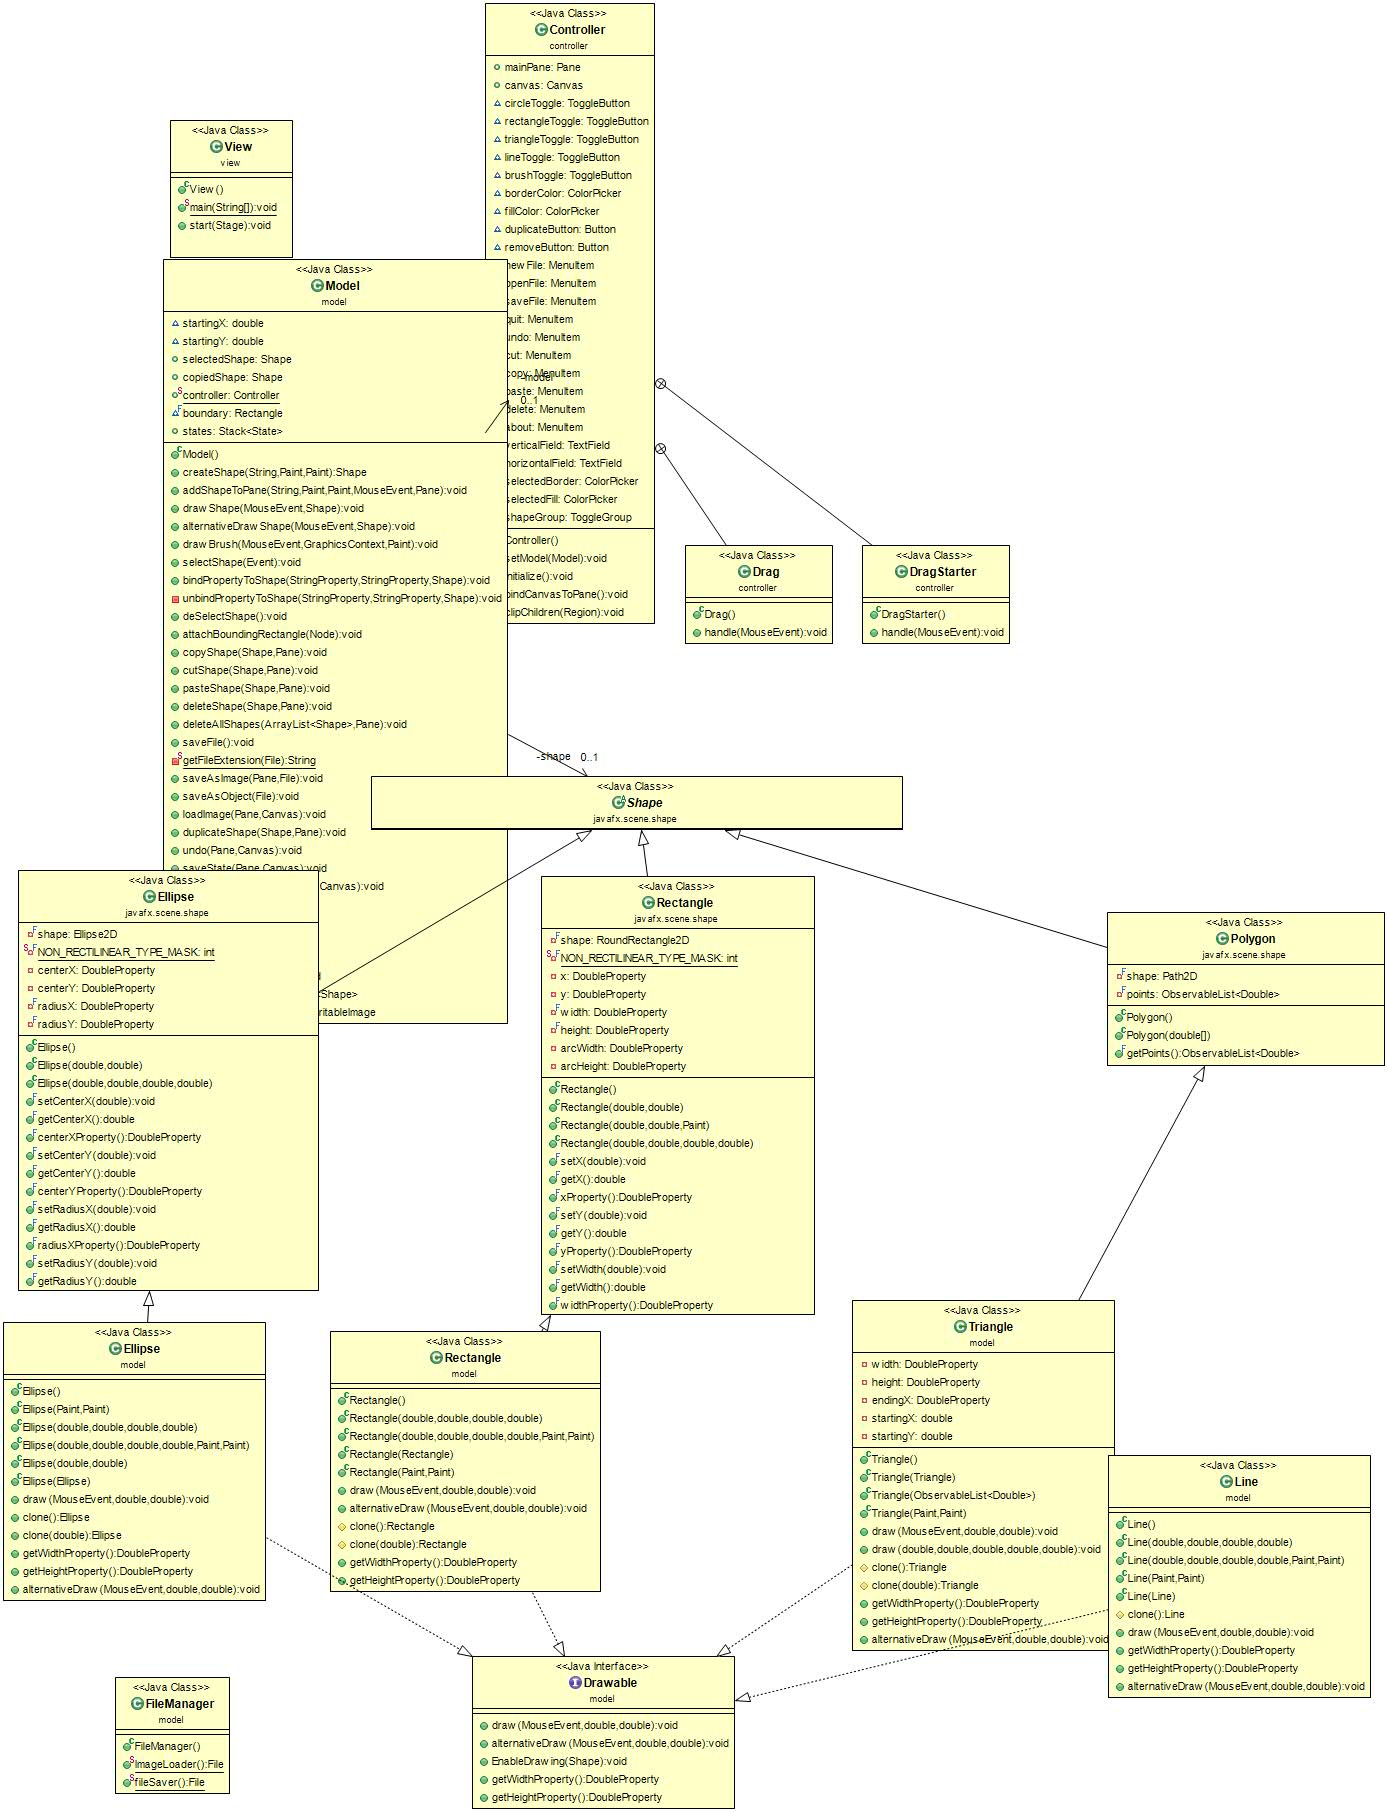 <<Java Class>>
Controller
controller
mainPane: Pane
canvas: Canvas
circleToggle: ToggleButton
rectangleToggle: ToggleButton
triangleToggle: ToggleButton
lineToggle: ToggleButton
brushToggle: ToggleButton
borderColor: ColorPicker
fillColor: ColorPicker
duplicateButton: Button
removeButton: Button
newFile: MenuItem
openFile: MenuItem
saveFile: MenuItem
quit: MenuItem
undo: MenuItem
cut: MenuItem
copy: MenuItem
paste: MenuItem
delete: MenuItem
about: MenuItem
verticalField: TextField
horizontalField: TextField
selectedBorder: ColorPicker
selectedFill: ColorPicker
shapeGroup: ToggleGroup
Controller()
setModel(Model):void
initialize():void
bindCanvasToPane():void
clipChildren(Region):void
<<Java Class>>
View
view
View()
main(String[]):void
start(Stage):void
<<Java Class>>
Model
model
startingX: double
startingY: double
selectedShape: Shape
copiedShape: Shape
controller: Controller
boundary: Rectangle
states: Stack<State>
Model()
createShape(String,Paint,Paint):Shape
addShapeToPane(String,Paint,Paint,MouseEvent,Pane):void
drawShape(MouseEvent,Shape):void
alternativeDrawShape(MouseEvent,Shape):void
drawBrush(MouseEvent,GraphicsContext,Paint):void
selectShape(Event):void
bindPropertyToShape(StringProperty,StringProperty,Shape):void
unbindPropertyToShape(StringProperty,StringProperty,Shape):void
deSelectShape():void
attachBoundingRectangle(Node):void
copyShape(Shape,Pane):void
cutShape(Shape,Pane):void
pasteShape(Shape,Pane):void
deleteShape(Shape,Pane):void
deleteAllShapes(ArrayList<Shape>,Pane):void
saveFile():void
getFileExtension(File):String
saveAsImage(Pane,File):void
saveAsObject(File):void
loadImage(Pane,Canvas):void
duplicateShape(Shape,Pane):void
undo(Pane,Canvas):void
saveState(Pane,Canvas):void
Canvas):void
<Shape>
ritableImage
-model
0..1
<<Java Class>>
Drag
controller
Drag()
handle(MouseEvent):void
<<Java Class>>
DragStarter
controller
DragStarter()
handle(MouseEvent):void
-shape 0..1
<<Java Class>>
Shape
javafx.scene.shape
<<Java Class>>
Ellipse
javafx.scene.shape
shape: Ellipse2D
NON_RECTILINEAR_TYPE_MASK: int
centerX: DoubleProperty
centerY: DoubleProperty
radiusX: DoubleProperty
radiusY: DoubleProperty
Ellipse()
Ellipse(double,double)
Ellipse(double,double,double,double)
setCenterX(double):void
getCenterX():double
centerXProperty():DoubleProperty
setCenterY(double):void
getCenterY():double
centerYProperty():DoubleProperty
setRadiusX(double):void
getRadiusX():double
radiusXProperty():DoubleProperty
setRadiusY(double):void
getRadiusY():double
<<Java Class>>
Rectangle
javafx.scene.shape
shape: RoundRectangle2D
NON_RECTILINEAR_TYPE_MASK: int
x: DoubleProperty
y: DoubleProperty
width: DoubleProperty
height: DoubleProperty
arcWidth: DoubleProperty
arcHeight: DoubleProperty
Rectangle()
Rectangle(double,double)
Rectangle(double,double,Paint)
Rectangle(double,double,double,double)
setX(double):void
getX():double
xProperty():DoubleProperty
setY(double):void
getY():double
yProperty():DoubleProperty
setWidth(double):void
getWidth():double
widthProperty():DoubleProperty
<<Java Class>>
Polygon
javafx.scene.shape
shape: Path2D
points: ObservableList<Double>
Polygon()
Polygon(double[])
getPoints():ObservableList<Double>
<<Java Class>>
Ellipse
model
Ellipse()
Ellipse(Paint,Paint)
Ellipse(double,double,double,double)
Ellipse(double,double,double,double,Paint,Paint)
Ellipse(double,double)
Ellipse(Ellipse)
draw(MouseEvent,double,double):void
clone():Ellipse
clone(double):Ellipse
getWidthProperty():DoubleProperty
getHeightProperty():DoubleProperty
alternativeDraw(MouseEvent,double,double):void
<<Java Class>>
Rectangle
model
Rectangle()
Rectangle(double,double,double,double)
Rectangle(double,double,double,double,Paint,Paint)
Rectangle(Rectangle)
Rectangle(Paint,Paint)
draw(MouseEvent,double,double):void
alternativeDraw(MouseEvent,double,double):void
clone():Rectangle
clone(double):Rectangle
getWidthProperty():DoubleProperty
getHeightProperty():DoubleProperty
<<Java Class>>
Triangle
model
width: DoubleProperty
height: DoubleProperty
endingX: DoubleProperty
startingX: double
startingY: double
Triangle()
Triangle(Triangle)
Triangle(ObservableList<Double>)
Triangle(Paint,Paint)
draw(MouseEvent,double,double):void
draw(double,double,double,double,double):void
clone():Triangle
clone(double):Triangle
getWidthProperty():DoubleProperty
getHeightProperty():DoubleProperty
alternativeDraw(MouseEvent,double,double):void
<<Java Class>>
Line
model
Line()
Line(double,double,double,double)
Line(double,double,double,double,Paint,Paint)
Line(Paint,Paint)
Line(Line)
clone():Line
draw(MouseEvent,double,double):void
getWidthProperty():DoubleProperty
getHeightProperty():DoubleProperty
alternativeDraw(MouseEvent,double,double):void
<<Java Class>>
FileManager
model
FileManager()
ImageLoader():File
fileSaver():File
<<Java Interface>>
Drawable
model
draw(MouseEvent,double,double):void
alternativeDraw(MouseEvent,double,double):void
EnableDrawing(Shape):void
getWidthProperty():DoubleProperty
getHeightProperty():DoubleProperty